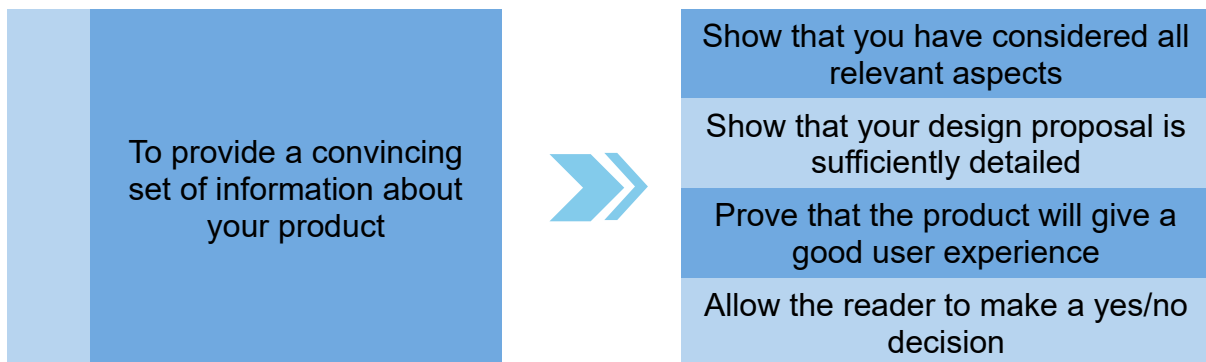 To provide a convincing
set of information about
your product
Show that you have considered all
relevant aspects
Show that your design proposal is
sufficiently detailed
Prove that the product will give a
good user experience
Allow the reader to make a yes/no
decision